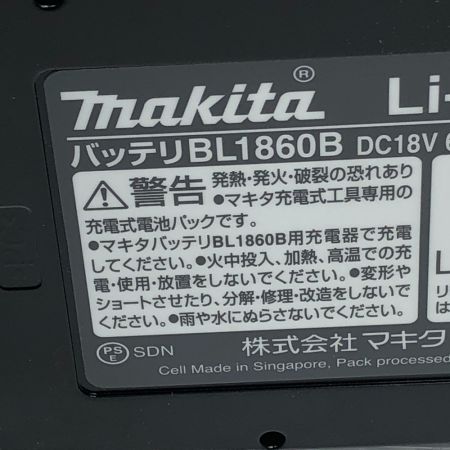 makita®
Li-
バッテリBL1860B DC18V 6
⚠警告 発熱・発火・破裂の恐れあり
●マキタ充電式工具専用の
充電式電池パックです。
●マキタバッテリBL1860B用充電器で充電
してください。●火中投入、加熱、高温での充
電・使用・放置をしないでください。●変形や
ショートさせたり、分解・修理・改造をしないで
ください。●雨や水にぬらさないでください。
L
リ
は
PS E SDN 株式会社マキタ
Cell Made in Singapore, Pack processed